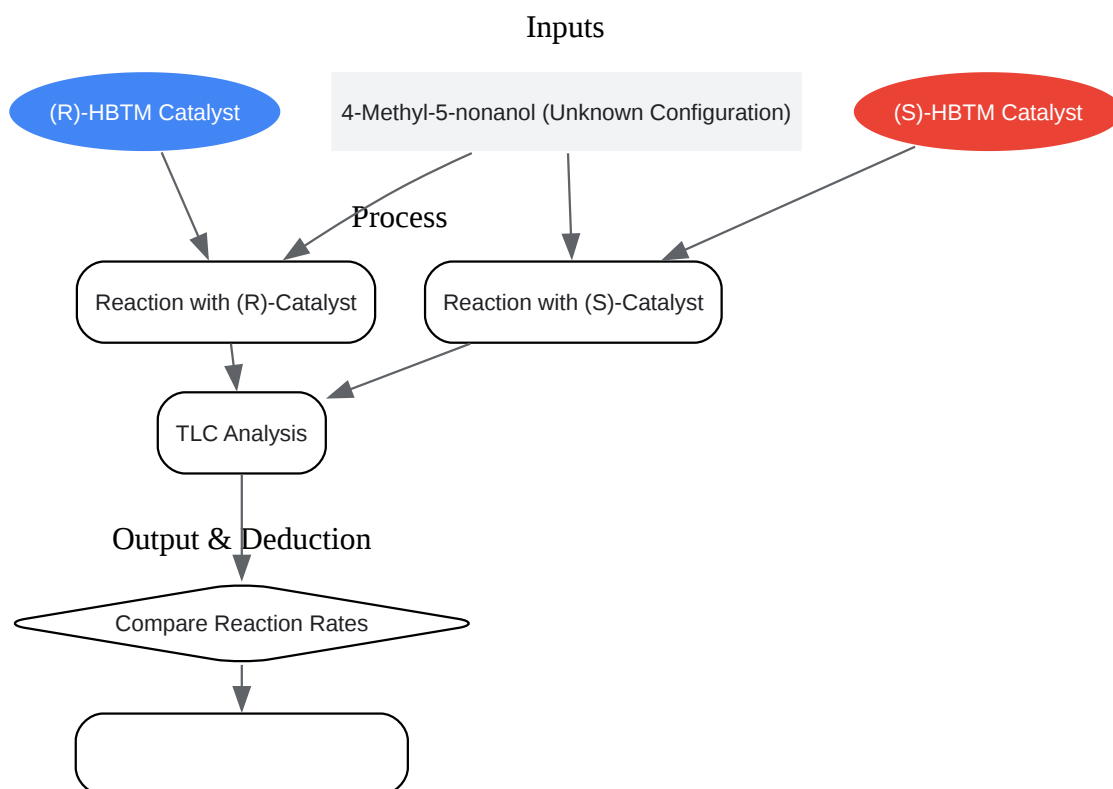 Inputs
(R)-HBTM Catalyst
4-Methyl-5-nonanol (Unknown Configuration)
(S)-HBTM Catalyst
Process
Reaction with (R)-Catalyst
Reaction with (S)-Catalyst
TLC Analysis
Output & Deduction
Compare Reaction Rates